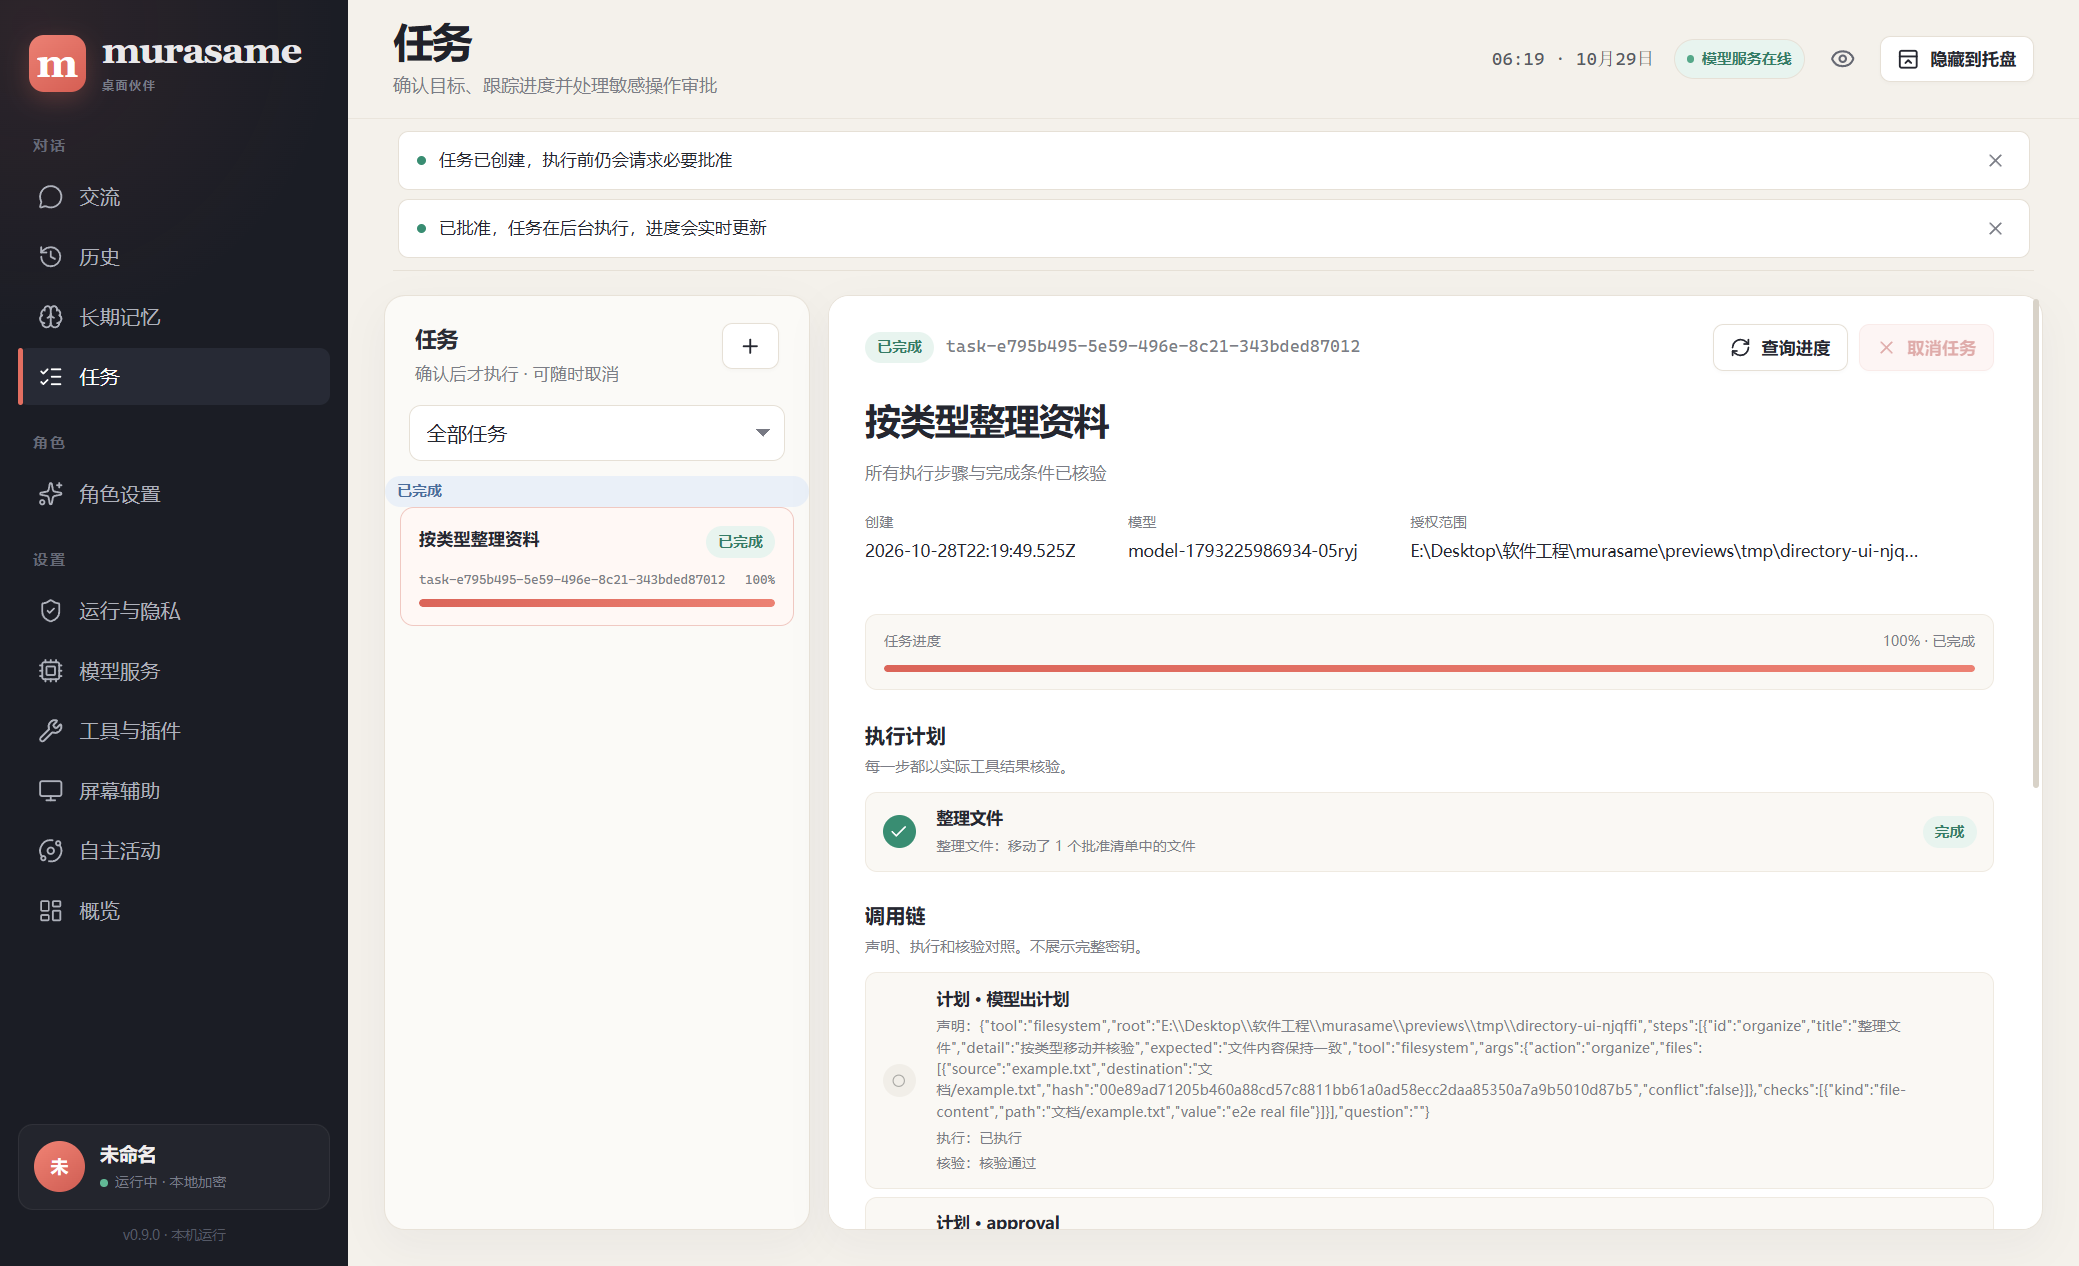 m
murasame
桌面伙伴
对话
交流
历史
长期记忆
任务
角色
角色设置
设置
运行与隐私
模型服务
工具与插件
屏幕辅助
自主活动
概览
未
未命名
运行中 · 本地加密
v0.9.0 · 本机运行
任务
确认目标、跟踪进度并处理敏感操作审批
06:19 · 10月29日
模型服务在线
隐藏到托盘
任务已创建，执行前仍会请求必要批准
已批准，任务在后台执行，进度会实时更新
任务
确认后才执行 · 可随时取消
全部任务
已完成
按类型整理资料
已完成
task-e795b495-5e59-496e-8c21-343bded87012 100%
已完成 task-e795b495-5e59-496e-8c21-343bded87012
查询进度
取消任务
按类型整理资料
所有执行步骤与完成条件已核验
创建
2026-10-28T22:19:49.525Z
模型
model-1793225986934-05ryj
授权范围
E:\Desktop\软件工程\murasame\previews\tmp\directory-ui-njq...
任务进度
100% · 已完成
执行计划
每一步都以实际工具结果核验。
整理文件
整理文件：移动了 1 个批准清单中的文件
完成
调用链
声明、执行和核验对照。不展示完整密钥。
计划 • 模型出计划
声明：{"tool":"filesystem","root":"E:\\Desktop\\软件工程\\murasame\\previews\\tmp\\directory-ui-njqffi","steps":[{"id":"organize","title":"整理文
件","detail":"按类型移动并核验","expected":"文件内容保持一致","tool":"filesystem","args":{"action":"organize","files":
[{"source":"example.txt","destination":"文
档/example.txt","hash":"00e89ad71205b460a88cd57c8811bb61a0ad58ecc2daa85350a7a9b5010d87b5","conflict":false}]},"checks":[{"kind":"file-
content","path":"文档/example.txt","value":"e2e real file"}]}],"question":""}
执行：已执行
核验：核验通过
计划 • approval